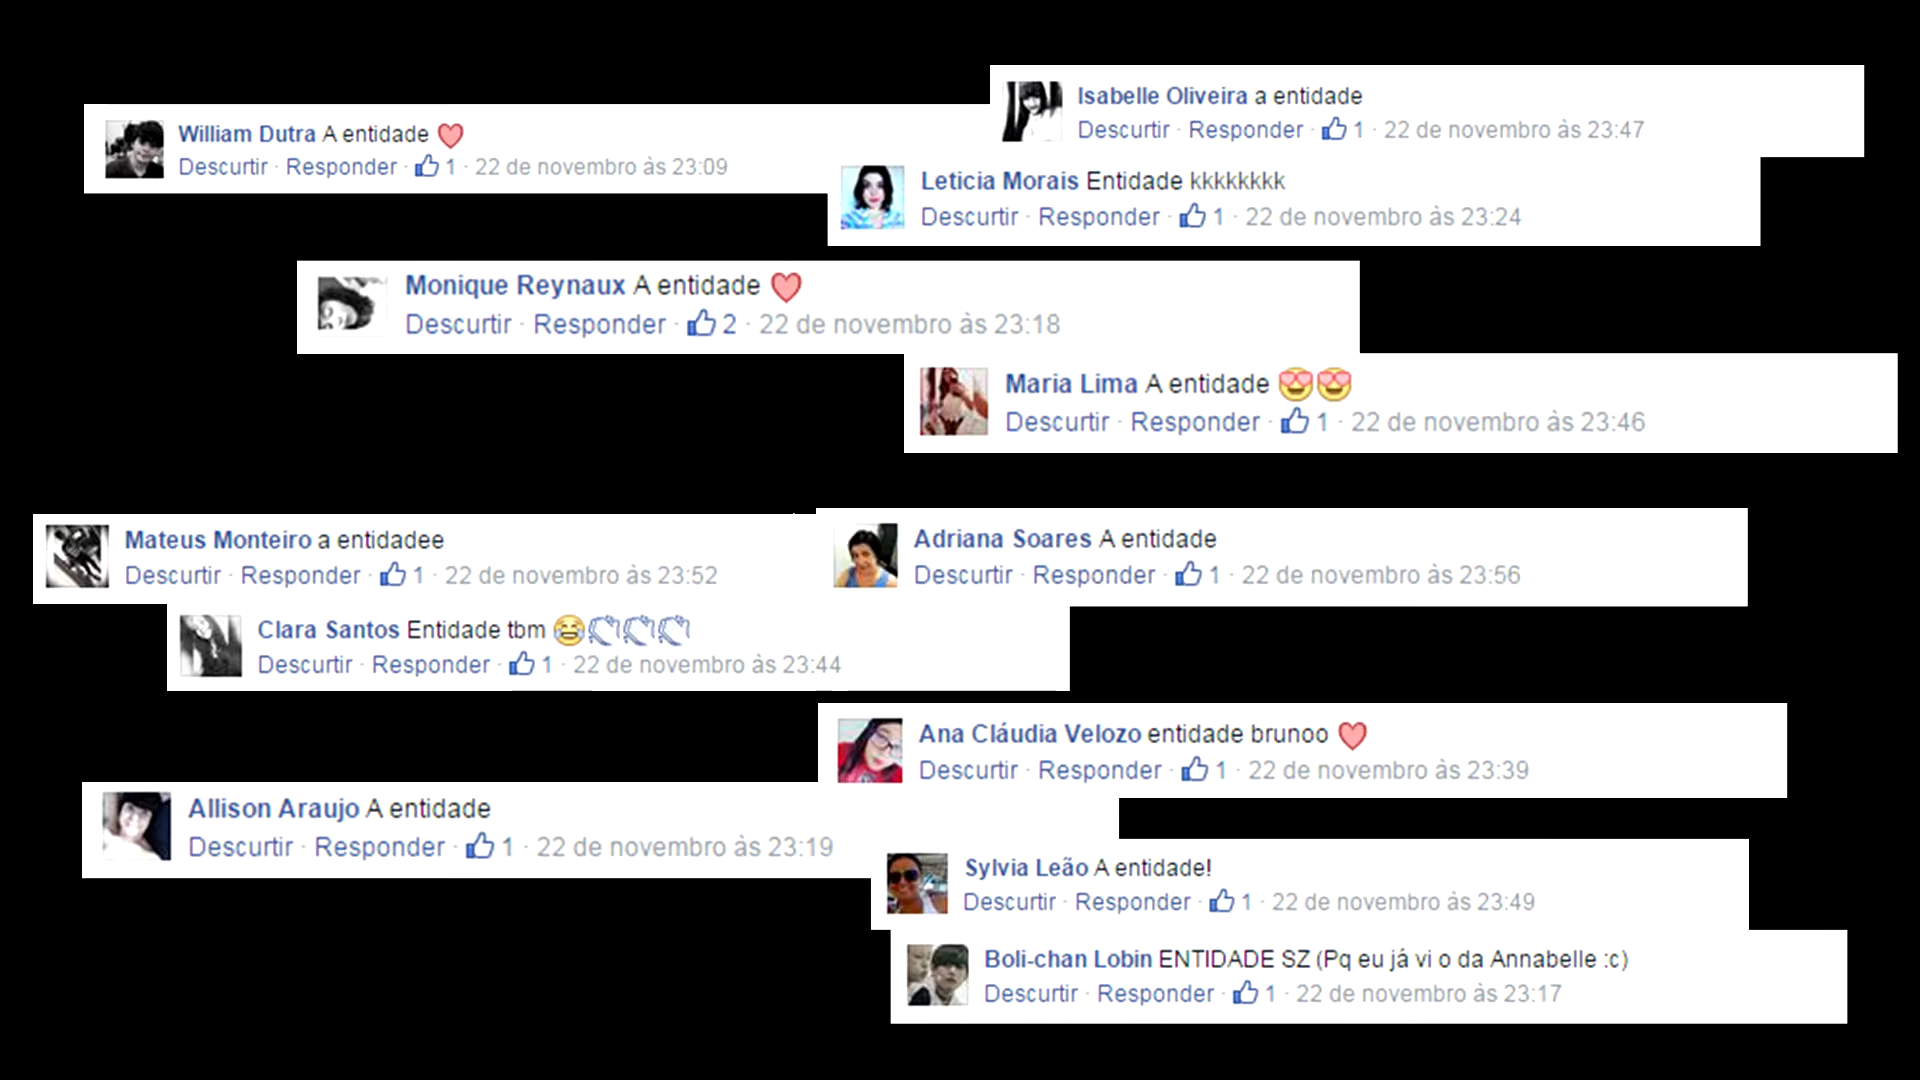 William Dutra A entidade
Descurtir · Responder · 1 · 22 de novembro às 23:09
Isabelle Oliveira a entidade
Descurtir · Responder · 1 · 22 de novembro às 23:47
Leticia Morais Entidade kkkkkkkk
Descurtir · Responder · 1 · 22 de novembro às 23:24
Monique Reynaux A entidade
Descurtir · Responder · 2 · 22 de novembro às 23:18
Maria Lima A entidade
Descurtir · Responder · 1 · 22 de novembro às 23:46
Mateus Monteiro a entidadee
Descurtir · Responder · 1 · 22 de novembro às 23:52
Adriana Soares A entidade
Descurtir · Responder · 1 · 22 de novembro às 23:56
Clara Santos Entidade tbm
Descurtir · Responder · 1 · 22 de novembro às 23:44
Ana Cláudia Velozo entidade brunoo
Descurtir · Responder · 1 · 22 de novembro às 23:39
Allison Araujo A entidade
Descurtir · Responder · 1 · 22 de novembro às 23:19
Sylvia Leão A entidade!
Descurtir · Responder · 1 · 22 de novembro às 23:49
Boli-chan Lobin ENTIDADE SZ (Pq eu já vi o da Annabelle :c)
Descurtir · Responder · 1 · 22 de novembro às 23:17